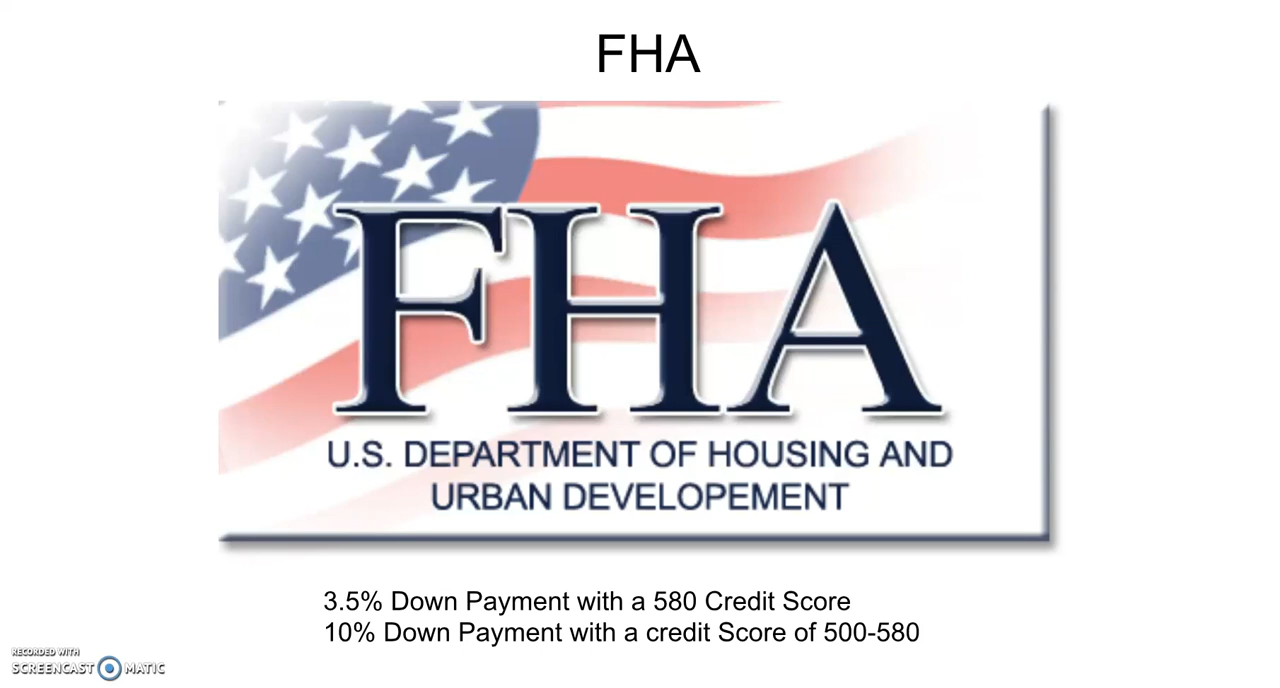 FHA
FHA
U.S. DEPARTMENT OF HOUSING AND
URBAN DEVELOPEMENT
3.5% Down Payment with a 580 Credit Score
10% Down Payment with a credit Score of 500-580
RECORDED WITH
SCREENCAST MATIC